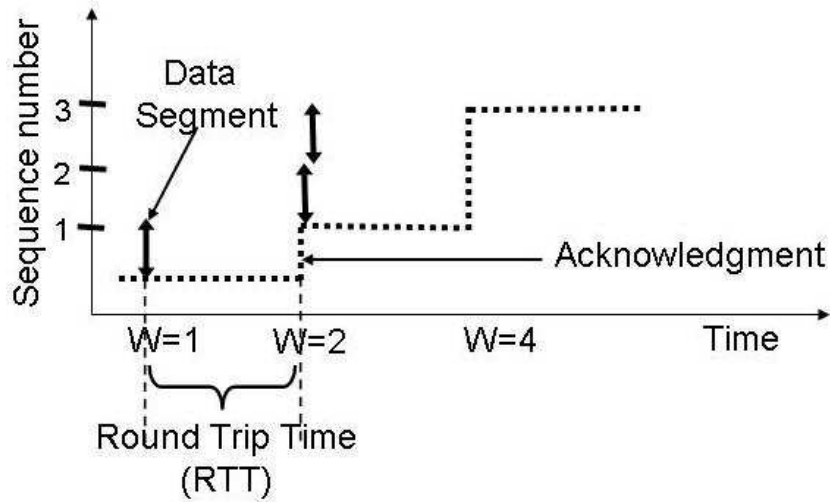 Sequence number
Data
Segment
3
2
1
Acknowledgment
W=1
W=2
W=4
Time
Round Trip Time
(RTT)